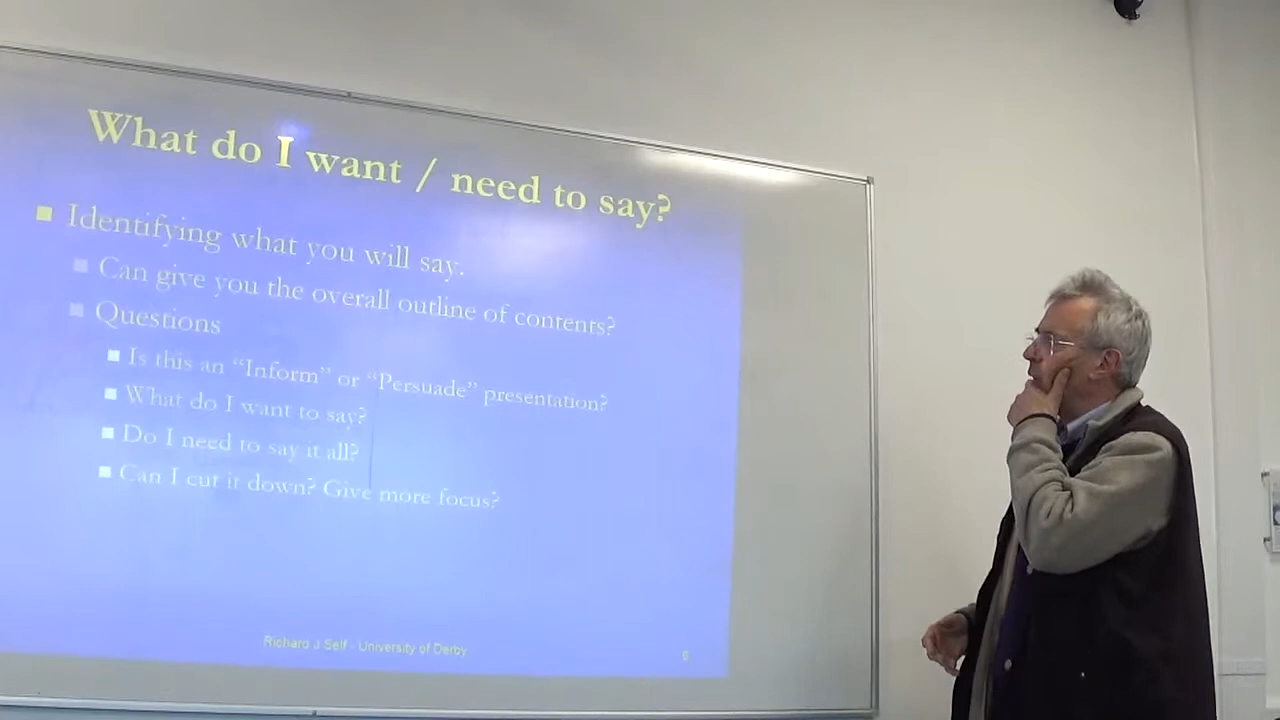 What do I want / need to say?
Identifying what you will say.
Can give you the overall outline of contents?
Questions
Is this an “Inform” or “Persuade” presentation?
What do I want to say?
Do I need to say it all?
Can I cut it down? Give more focus?
Richard J Self - University of Derby